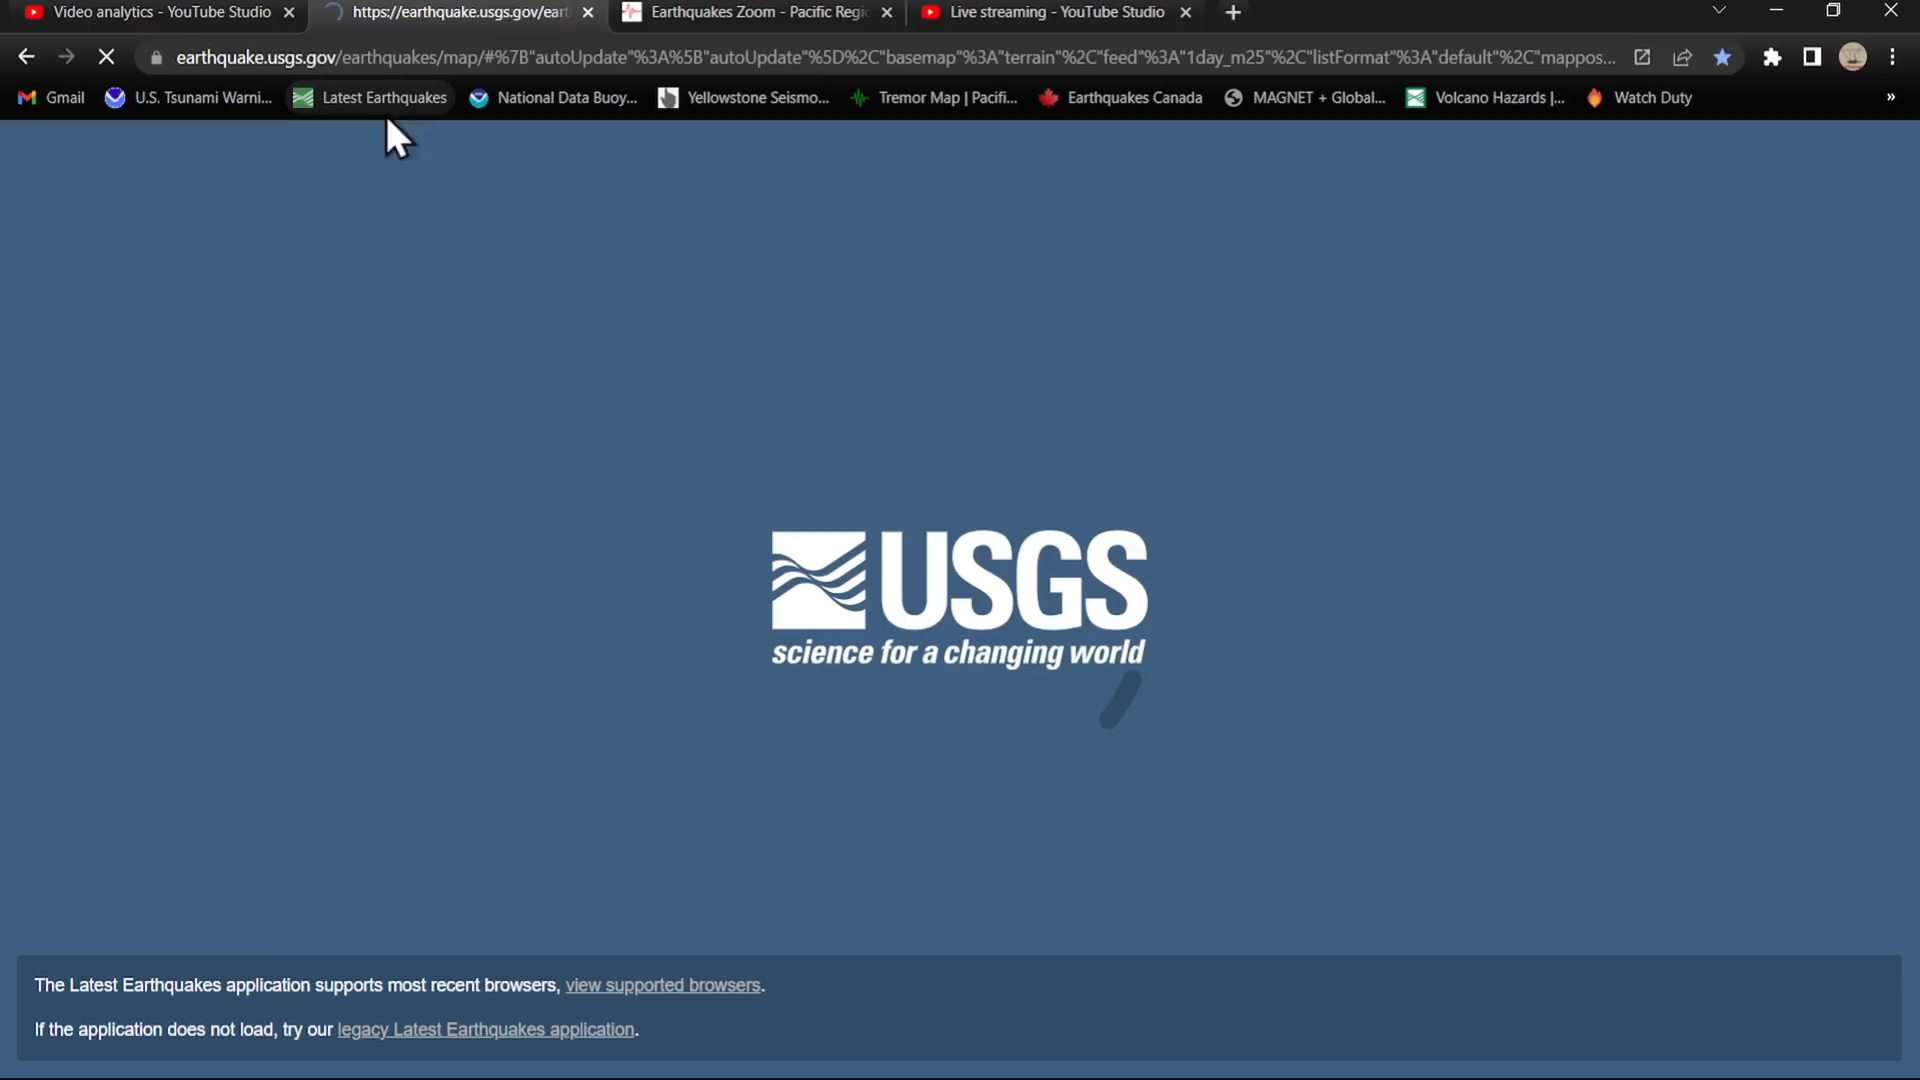 Video analytics - YouTube Studio
https://earthquake.usgs.gov/eart
Earthquakes Zoom - Pacific Regi
Live streaming - YouTube Studio
earthquake.usgs.gov/earthquakes/map/#%7B"autoUpdate"%3A%5B"autoUpdate"%5D%2C"basemap"%3A"terrain"%2C"feed"%3A"1day_m25"%2C"listFormat"%3A"default"%2C"mappos...
Gmail
U.S. Tsunami Warni...
Latest Earthquakes
National Data Buoy...
Yellowstone Seismo...
Tremor Map | Pacifi...
Earthquakes Canada
MAGNET + Global...
Volcano Hazards |...
Watch Duty
»
USGS
science for a changing world
The Latest Earthquakes application supports most recent browsers, view supported browsers.
If the application does not load, try our legacy Latest Earthquakes application.